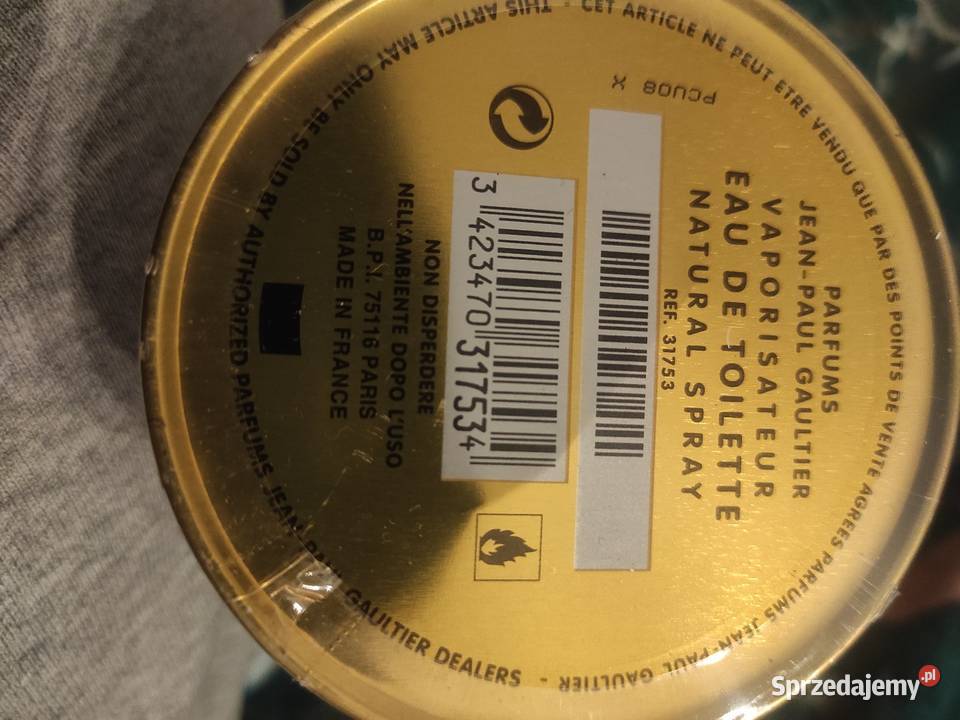 CET ARTICLE NE PEUT ETRE VENDU QUE PAR DES POINTS DE VENTE AGREES PARFUMS JEAN-PAUL GAULTIER -
THIS ARTICLE MAY ONLY BE SOLD BY AUTHORIZED PARFUMS JEAN-PAUL GAULTIER DEALERS -
PCU08 X
PARFUMS
JEAN-PAUL GAULTIER
VAPORISATEUR
EAU DE TOILETTE
NATURAL SPRAY
REF. 31753
3 423470 317534
NON DISPERDERE
NELL'AMBIENTE DOPO L'USO
B.P.I. 75116 PARIS
MADE IN FRANCE
Sprzedajemy.pl